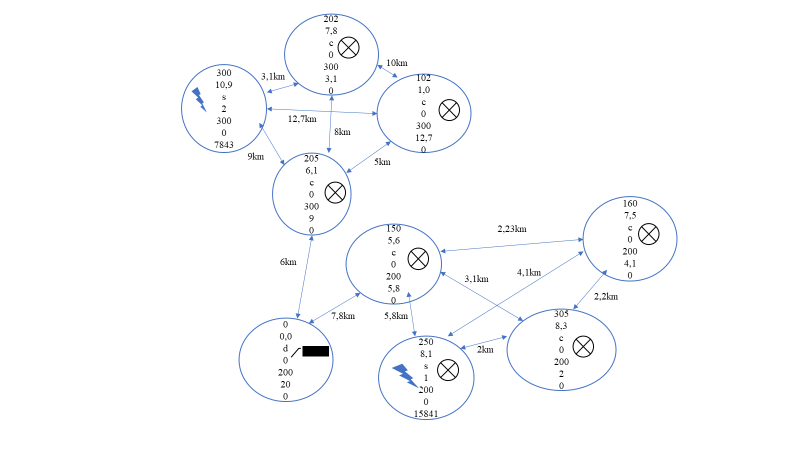 202
7,8
c
0
300
3,1
0
10km
300
10,9
s
2
300
0
7843
3,1km
102
1,0
c
0
300
12,7
0
12,7km
8km
9km
5km
205
6,1
c
0
300
9
0
6km
150
5,6
c
0
200
5,8
0
2,23km
160
7,5
c
0
200
4,1
0
3,1km
4,1km
2,2km
7,8km
5,8km
0
0,0
d
0
200
20
0
250
8,1
s
1
200
0
15841
2km
305
8,3
c
0
200
2
0